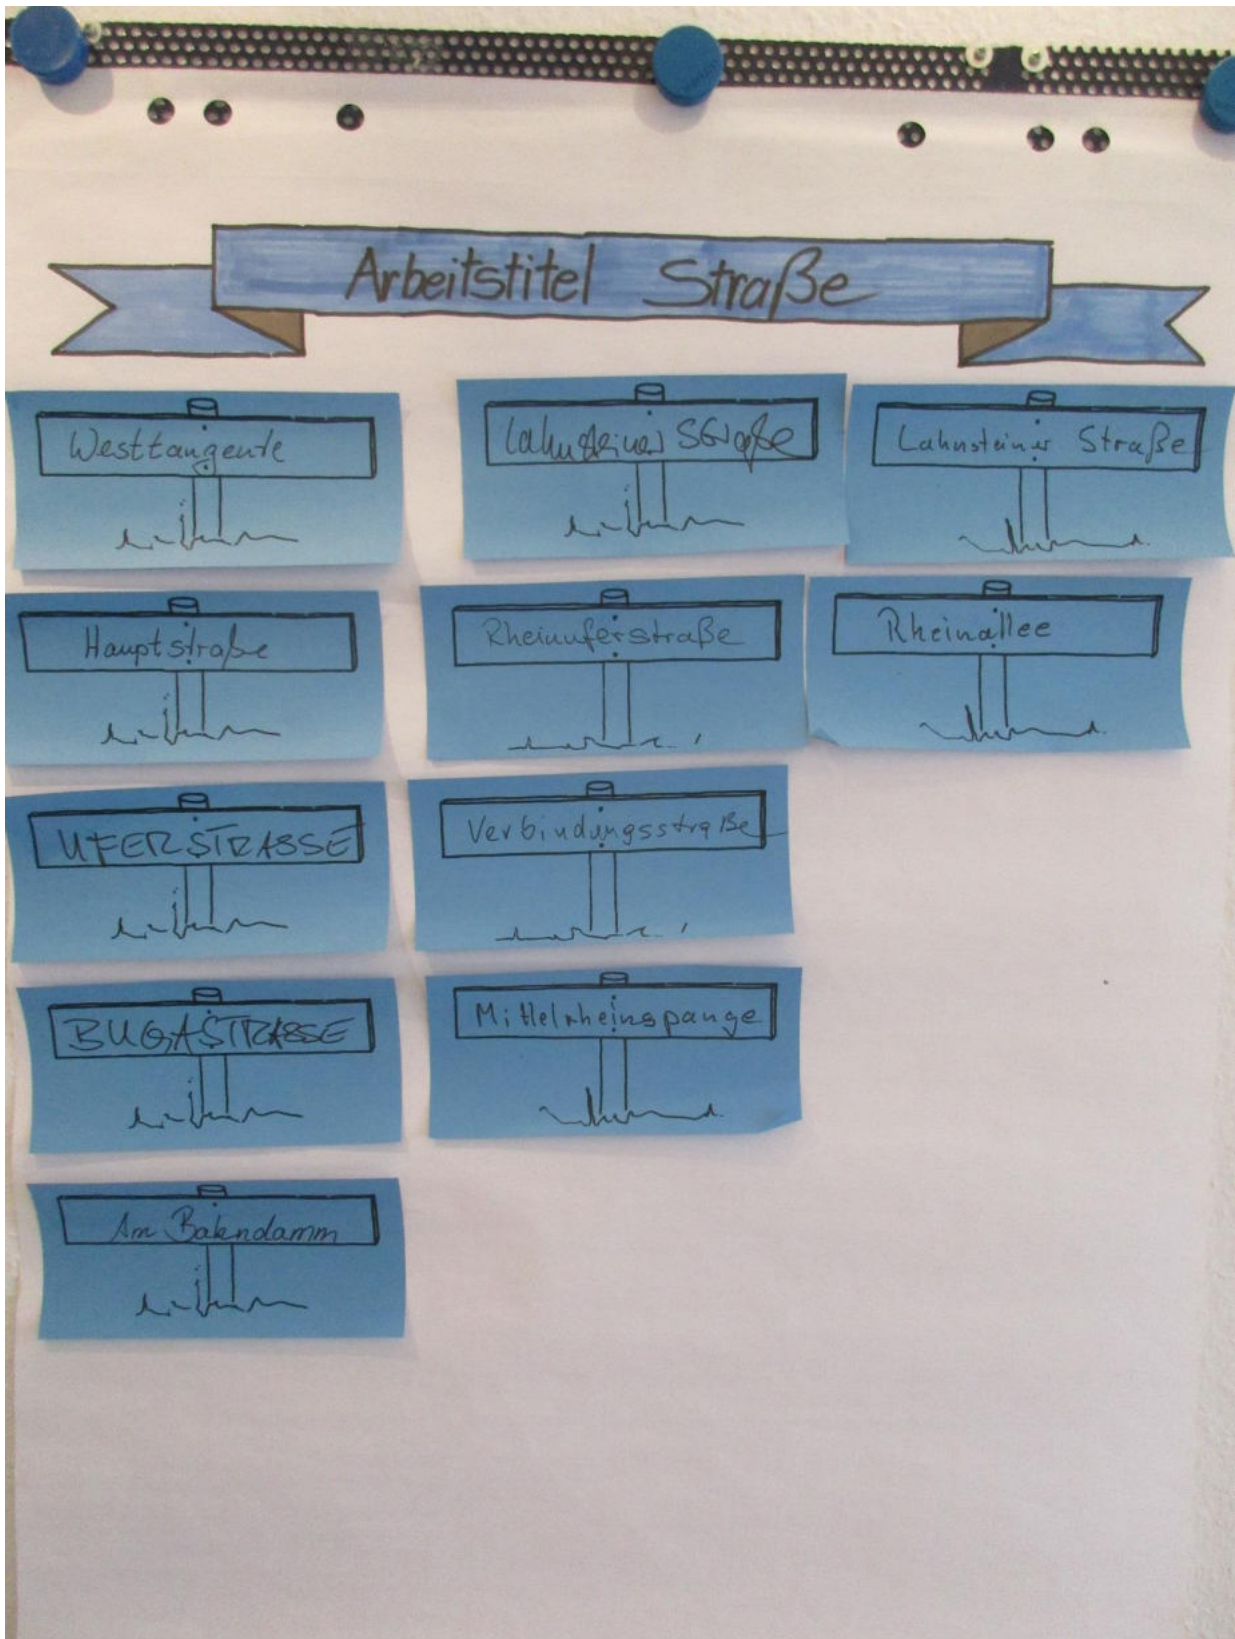 Arbeitstitel Straße
Westtangente
Lahnsteiner Straße
Lahnsteiner Straße
Hauptstraße
Rheinuferstraße
Rheinallee
UFERSTRASSE
Verbindungsstraße
BUGASTRASSE
Mittelrheinspange
Am Bahndamm